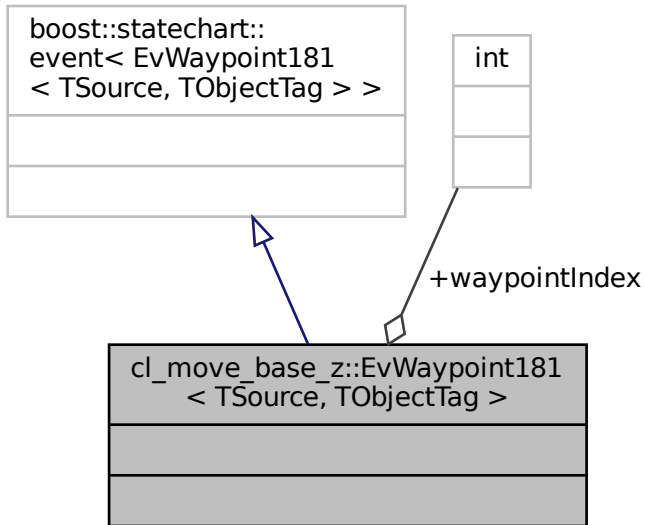 boost::statechart::
event< EvWaypoint181
< TSource, TObjectTag > >
int
+waypointIndex
cl_move_base_z::EvWaypoint181
< TSource, TObjectTag >